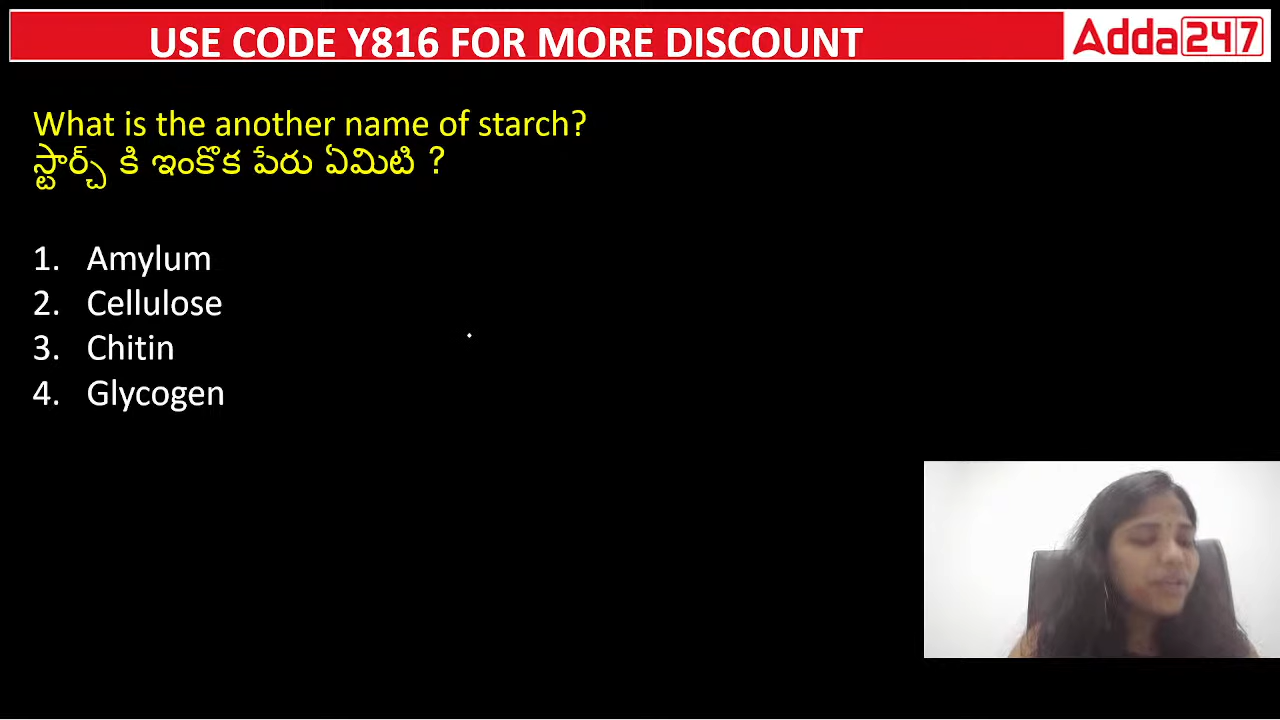 USE CODE Y816 FOR MORE DISCOUNT
Adda247
What is the another name of starch?
స్టార్చ్ కి ఇంకొక పేరు ఏమిటి ?
1. Amylum
2. Cellulose
3. Chitin
4. Glycogen